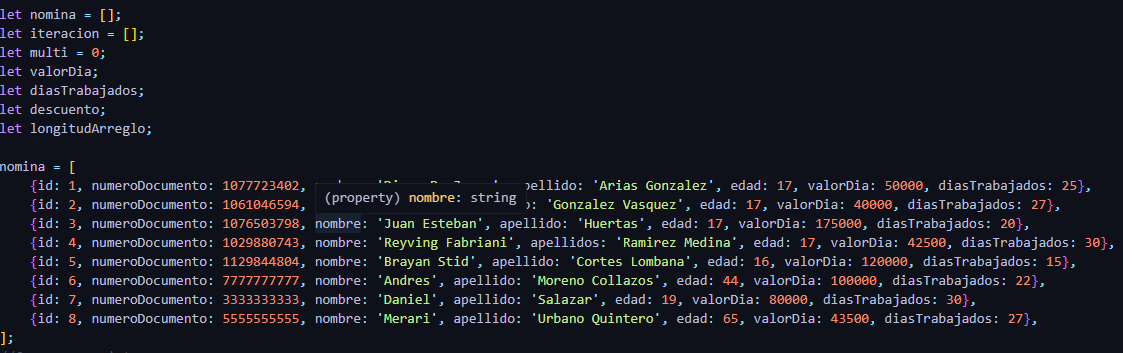 let nomina = [];
let iteracion = [];
let multi = 0;
let valorDia;
let diasTrabajados;
let descuento;
let longitudArreglo;
nomina = [
{id: 1, numeroDocumento: 1077723402, apellido: 'Arias Gonzalez', edad: 17, valorDia: 50000, diasTrabajados: 25},
(property) nombre: string
{id: 2, numeroDocumento: 1061046594, 'Gonzalez Vasquez', edad: 17, valorDia: 40000, diasTrabajados: 27},
{id: 3, numeroDocumento: 1076503798, nombre: 'Juan Esteban', apellido: 'Huertas', edad: 17, valorDia: 175000, diasTrabajados: 20},
{id: 4, numeroDocumento: 1029880743, nombre: 'Reyving Fabriani', apellidos: 'Ramirez Medina', edad: 17, valorDia: 42500, diasTrabajados: 30},
{id: 5, numeroDocumento: 1129844804, nombre: 'Brayan Stid', apellido: 'Cortes Lombana', edad: 16, valorDia: 120000, diasTrabajados: 15},
{id: 6, numeroDocumento: 7777777777, nombre: 'Andres', apellido: 'Moreno Collazos', edad: 44, valorDia: 100000, diasTrabajados: 22},
{id: 7, numeroDocumento: 3333333333, nombre: 'Daniel', apellido: 'Salazar', edad: 19, valorDia: 80000, diasTrabajados: 30},
{id: 8, numeroDocumento: 5555555555, nombre: 'Merari', apellido: 'Urbano Quintero', edad: 65, valorDia: 43500, diasTrabajados: 27},
];